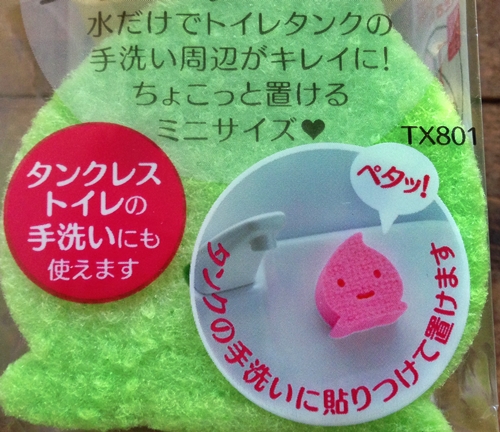 水だけでトイレタンクの
手洗い周辺がキレイに!
ちょこっと置ける
ミニサイズ♥
TX801
タンクレス
トイレの
手洗いにも
使えます
ペタッ!
タンクの手洗いに貼りつけて置けます